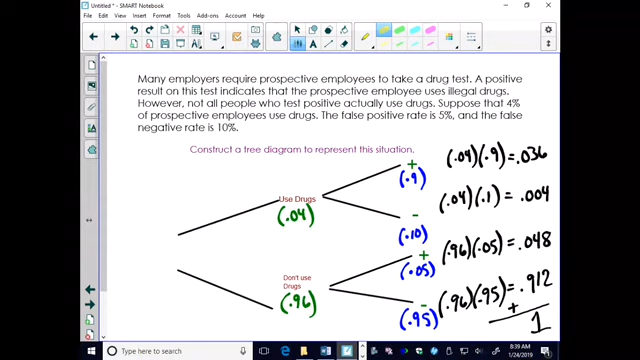 Untitled * - SMART Notebook
File Edit View Insert Format Tools Add-ons Help
Many employers require prospective employees to take a drug test. A positive
result on this test indicates that the prospective employee uses illegal drugs.
However, not all people who test positive actually use drugs. Suppose that 4%
of prospective employees use drugs. The false positive rate is 5%, and the false
negative rate is 10%.
Construct a tree diagram to represent this situation.
+
(.9)
(.04)(.9)=.036
Use Drugs
(.04)
-
(.10)
(.04)(.1) = .004
+
(.05)
(.96)(.05) = .048
Don't use
Drugs
(.96)
-
(.95)
(.96)(.95)=.912
+
1
Type here to search
8:39 AM
1/24/2019